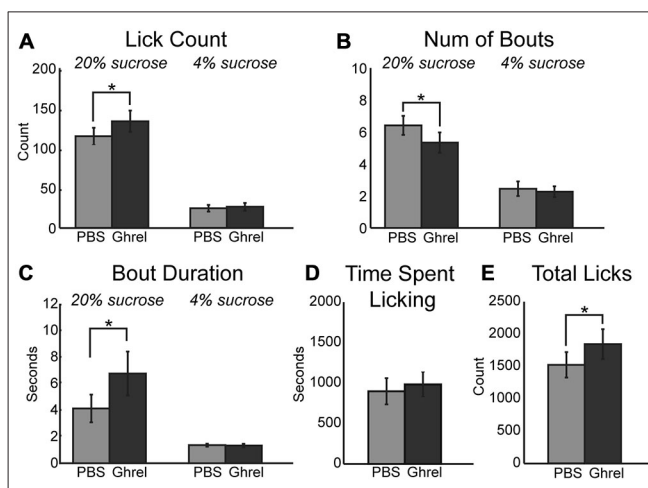 A Lick Count
20% sucrose 4% sucrose
200
150
100
50
0
Count
*
PBS Ghrel PBS Ghrel
B Num of Bouts
20% sucrose 4% sucrose
10
8
6
4
2
0
*
PBS Ghrel PBS Ghrel
C Bout Duration
20% sucrose 4% sucrose
12
10
8
6
4
2
0
Seconds
*
PBS Ghrel PBS Ghrel
D Time Spent
Licking
2000
1500
1000
500
0
PBS Ghrel
E Total Licks
2500
2000
1500
1000
500
0
Count
*
PBS Ghrel